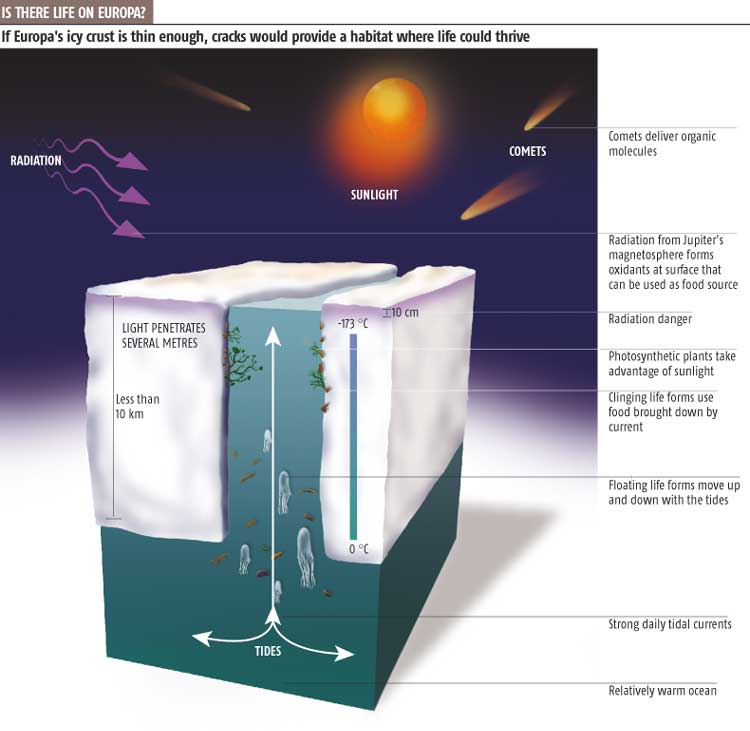 IS THERE LIFE ON EUROPA?
If Europa's icy crust is thin enough, cracks would provide a habitat where life could thrive
RADIATION
SUNLIGHT
COMETS
Comets deliver organic
molecules
Radiation from Jupiter's
magnetosphere forms
oxidants at surface that
can be used as food source
LIGHT PENETRATES
SEVERAL METRES
-173 °C
10 cm
Radiation danger
Photosynthetic plants take
advantage of sunlight
Less than
10 km
Clinging life forms use
food brought down by
current
Floating life forms move up
and down with the tides
0 °C
Strong daily tidal currents
TIDES
Relatively warm ocean